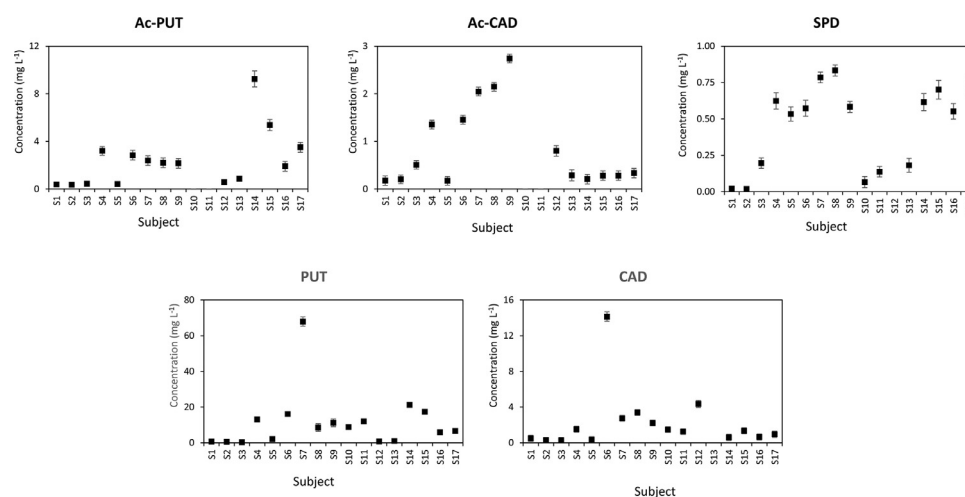 Ac-PUT
Concentration (mg L⁻¹)
12
8
4
0
S1 S2 S3 S4 S5 S6 S7 S8 S9 S10 S11 S12 S13 S14 S15 S16 S17
Subject
Ac-CAD
Concentration (mg L⁻¹)
3
2
1
0
S1 S2 S3 S4 S5 S6 S7 S8 S9 S10 S11 S12 S13 S14 S15 S16 S17
Subject
SPD
Concentration (mg L⁻¹)
1.00
0.75
0.50
0.25
0.00
S1 S2 S3 S4 S5 S6 S7 S8 S9 S10 S11 S12 S13 S14 S15 S16
Subject
PUT
Concentration (mg L⁻¹)
80
60
40
20
0
S1 S2 S3 S4 S5 S6 S7 S8 S9 S10 S11 S12 S13 S14 S15 S16 S17
Subject
CAD
Concentration (mg L⁻¹)
16
12
8
4
0
S1 S2 S3 S4 S5 S6 S7 S8 S9 S10 S11 S12 S13 S14 S15 S16 S17
Subject